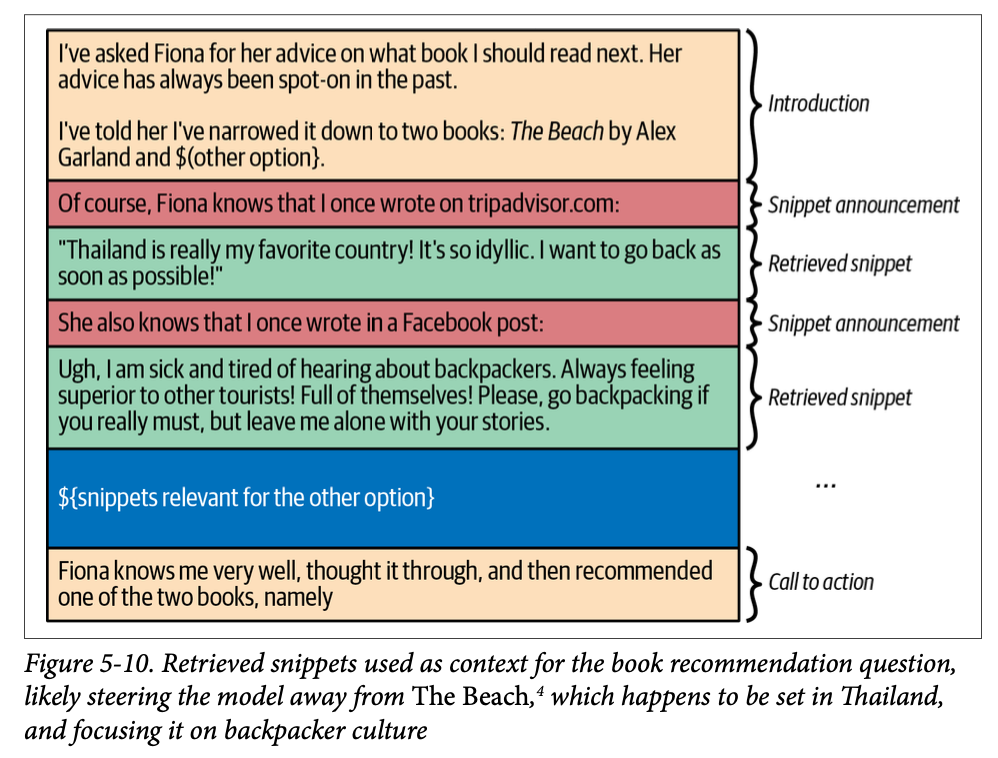 I've asked Fiona for her advice on what book I should read next. Her
advice has always been spot-on in the past.
I've told her I've narrowed it down to two books: The Beach by Alex
Garland and $(other option}.
Introduction
Of course, Fiona knows that I once wrote on tripadvisor.com:
Snippet announcement
"Thailand is really my favorite country! It's so idyllic. I want to go back as
soon as possible!"
Retrieved snippet
She also knows that I once wrote in a Facebook post:
Snippet announcement
Ugh, I am sick and tired of hearing about backpackers. Always feeling
superior to other tourists! Full of themselves! Please, go backpacking if
you really must, but leave me alone with your stories.
Retrieved snippet
${snippets relevant for the other option}
...
Fiona knows me very well, thought it through, and then recommended
one of the two books, namely
Call to action
Figure 5-10. Retrieved snippets used as context for the book recommendation question,
likely steering the model away from The Beach,⁴ which happens to be set in Thailand,
and focusing it on backpacker culture